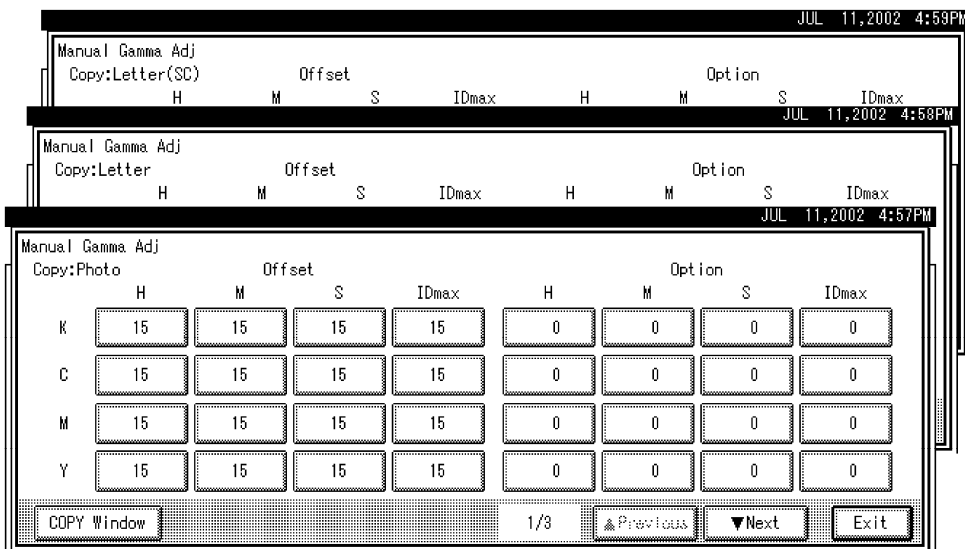 JUL 11,2002 4:59PM
Manual Gamma Adj
Copy:Letter(SC) Offset Option
H M S IDmax H M S IDmax
JUL 11,2002 4:58PM
Manual Gamma Adj
Copy:Letter Offset Option
H M S IDmax H M S IDmax
JUL 11,2002 4:57PM
Manual Gamma Adj
Copy:Photo Offset Option
H M S IDmax H M S IDmax
K 15 15 15 15 0 0 0 0
C 15 15 15 15 0 0 0 0
M 15 15 15 15 0 0 0 0
Y 15 15 15 15 0 0 0 0
COPY Window 1/3 ▲Previous ▼Next Exit